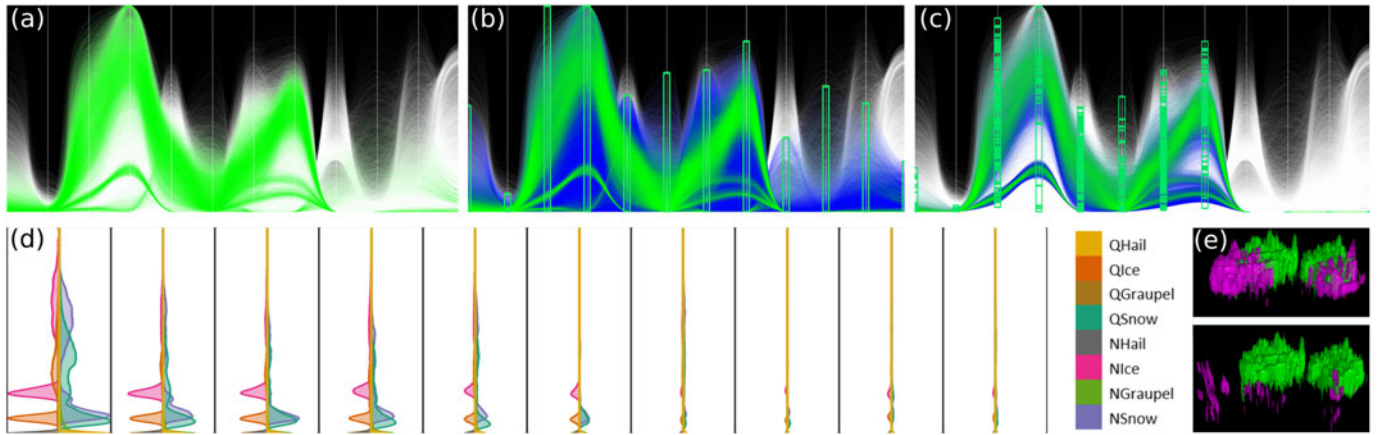 (a)
(b)
(c)
(d)
QHail
QIce
QGraupel
QSnow
NHail
NIce
NGraupel
NSnow
(e)